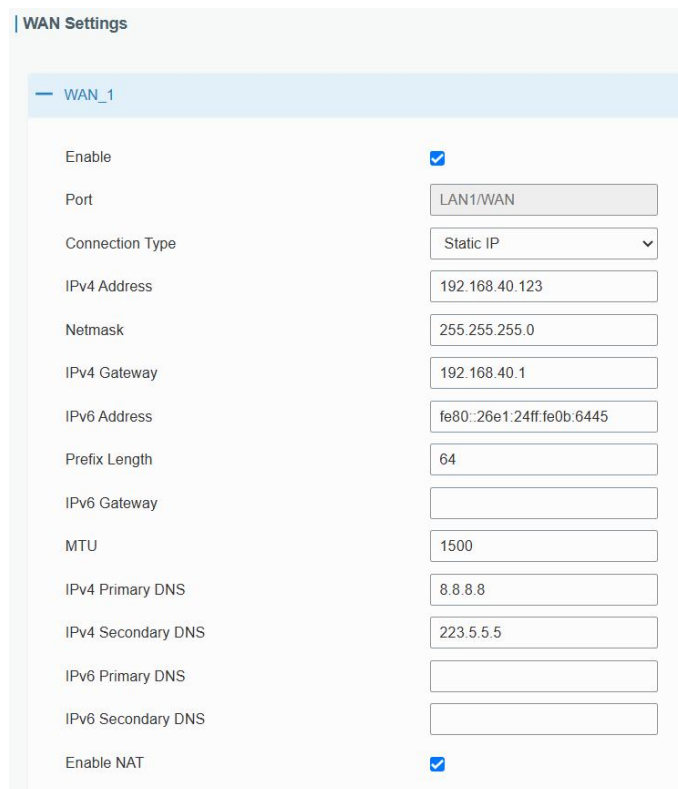 WAN Settings
WAN_1
Enable
Port LAN1/WAN
Connection Type Static IP
IPv4 Address 192.168.40.123
Netmask 255.255.255.0
IPv4 Gateway 192.168.40.1
IPv6 Address fe80::26e1:24ff:fe0b:6445
Prefix Length 64
IPv6 Gateway
MTU 1500
IPv4 Primary DNS 8.8.8.8
IPv4 Secondary DNS 223.5.5.5
IPv6 Primary DNS
IPv6 Secondary DNS
Enable NAT